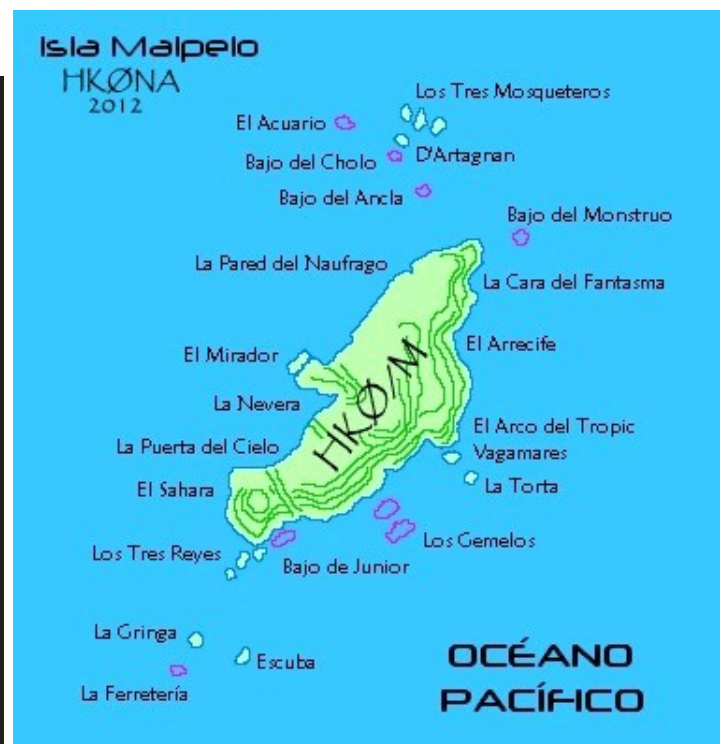 Isla Malpelo
HKØNA
2012
Los Tres Mosqueteros
El Acuario
Bajo del Cholo
D'Artagnan
Bajo del Ancla
Bajo del Monstruo
La Pared del Naufrago
La Cara del Fantasma
El Arrecife
El Mirador
HKØ/M
La Nevera
El Arco del Tropic
La Puerta del Cielo
Vagamares
El Sahara
La Torta
Los Gemelos
Los Tres Reyes
Bajo de Junior
La Gringa
Escuba
La Ferretería
OCÉANO
PACÍFICO